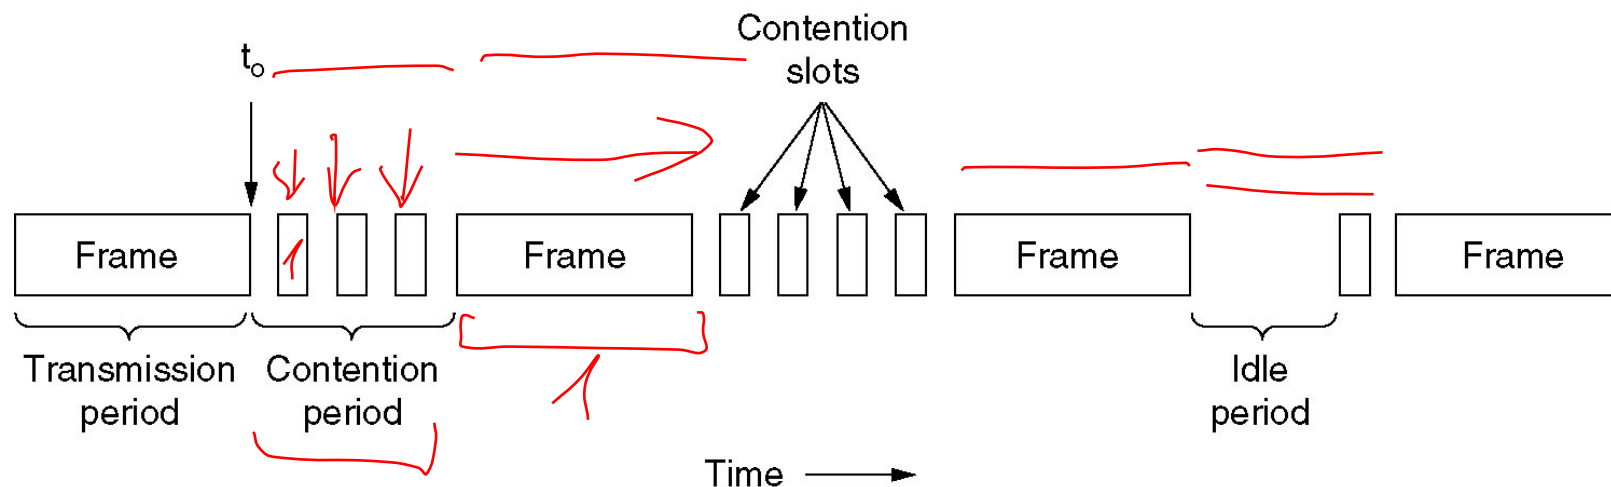 Contention
slots
t₀
Frame
Frame
Frame
Frame
Transmission
period
Contention
period
Idle
period
Time